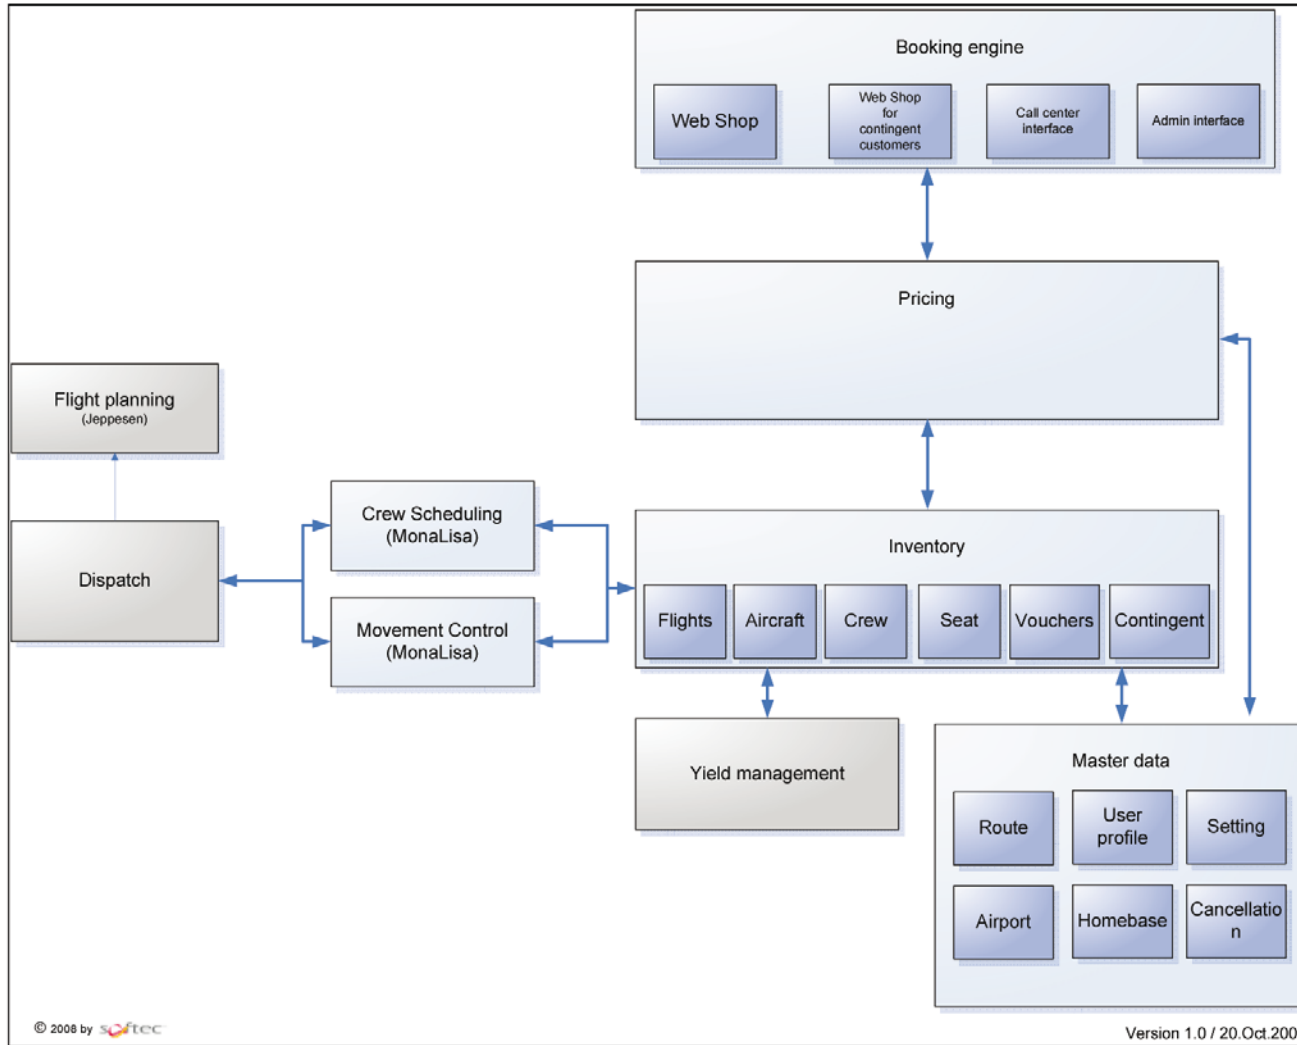 Booking engine
Web Shop
Web Shop
for
contingent
customers
Call center
interface
Admin interface
Pricing
Flight planning
(Jeppesen)
Crew Scheduling
(MonaLisa)
Dispatch
Movement Control
(MonaLisa)
Inventory
Flights
Aircraft
Crew
Seat
Vouchers
Contingent
Yield management
Master data
Route
User
profile
Setting
Airport
Homebase
Cancellatio
n
© 2008 by softec
Version 1.0 / 20.Oct.200